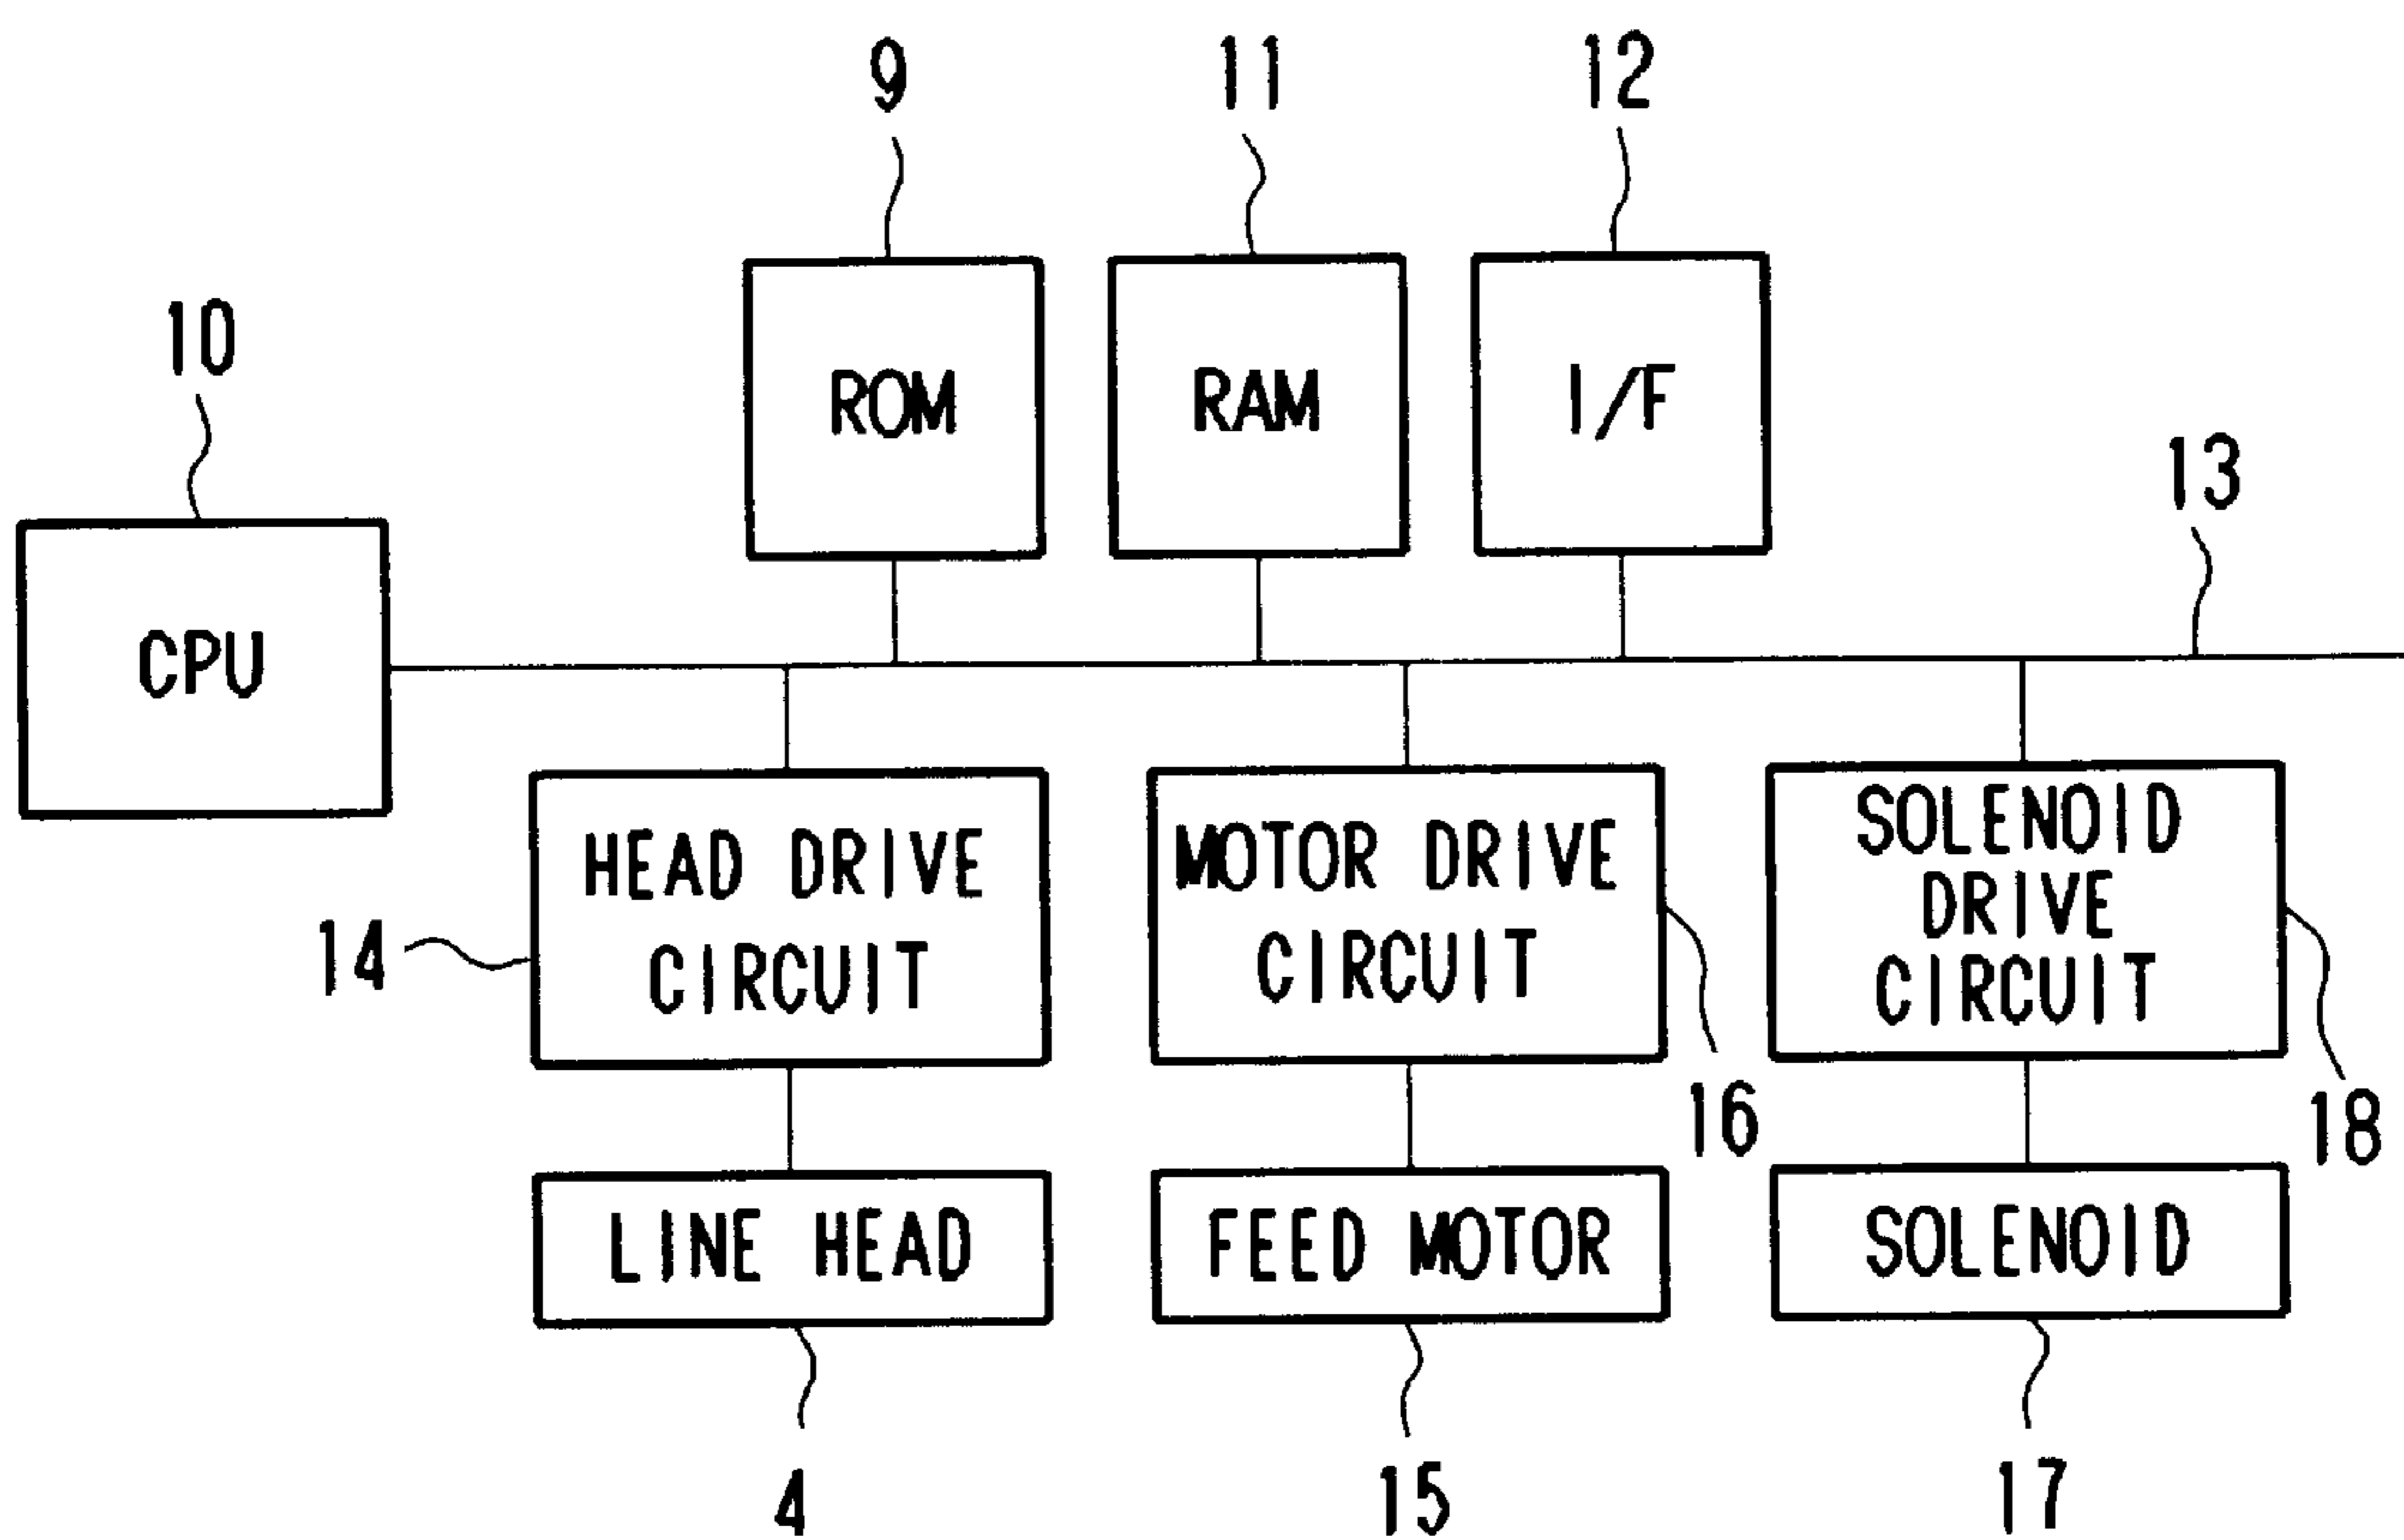 9
11
12
10
ROM
RAM
I/F
13
CPU
HEAD DRIVE
CIRCUIT
14
MOTOR DRIVE
CIRCUIT
16
SOLENOID
DRIVE
CIRCUIT
18
LINE HEAD
FEED MOTOR
SOLENOID
4
15
17